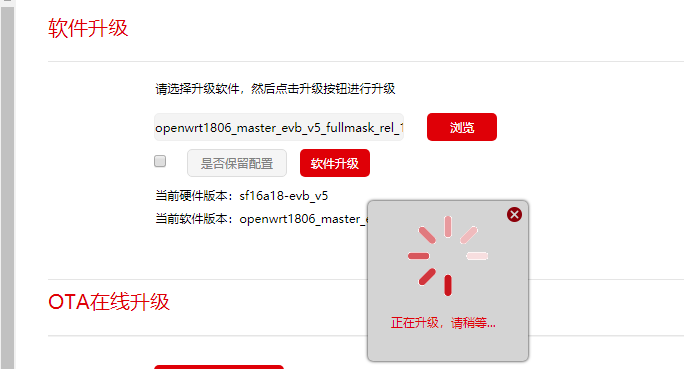 软件升级
请选择升级软件，然后点击升级按钮进行升级
openwrt1806_master_evb_v5_fullmask_rel_1
浏览
是否保留配置
软件升级
当前硬件版本：sf16a18-evb_v5
当前软件版本：openwrt1806_master_e
正在升级，请稍等...
OTA在线升级